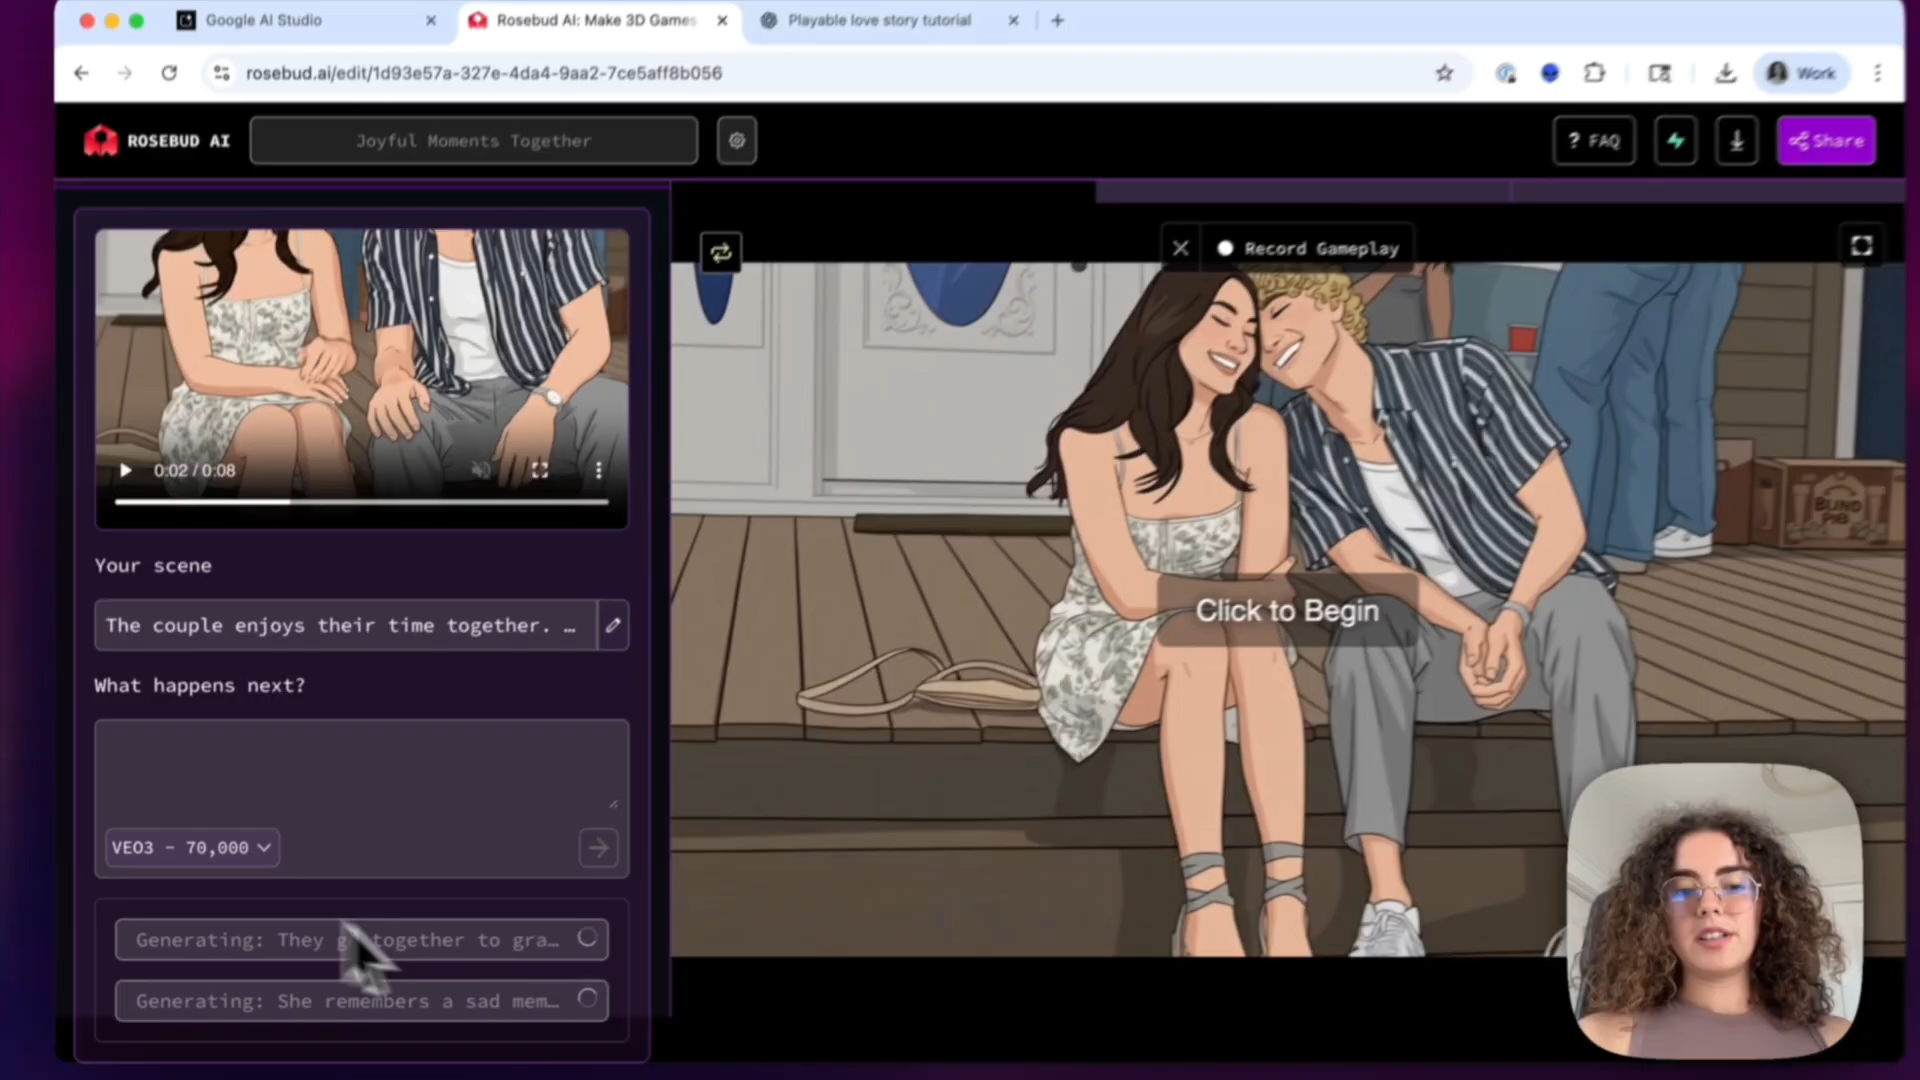 Google AI Studio
Rosebud AI: Make 3D Games
Playable love story tutorial
rosebud.ai/edit/1d93e57a-327e-4da4-9aa2-7ce5aff8b056
Work
ROSEBUD AI
Joyful Moments Together
? FAQ
Share
Record Gameplay
0:02 / 0:08
Your scene
The couple enjoys their time together. …
What happens next?
VEO3 - 70,000
Generating: They g together to gra…
Generating: She remembers a sad mem…
Click to Begin
BLIND
PIG